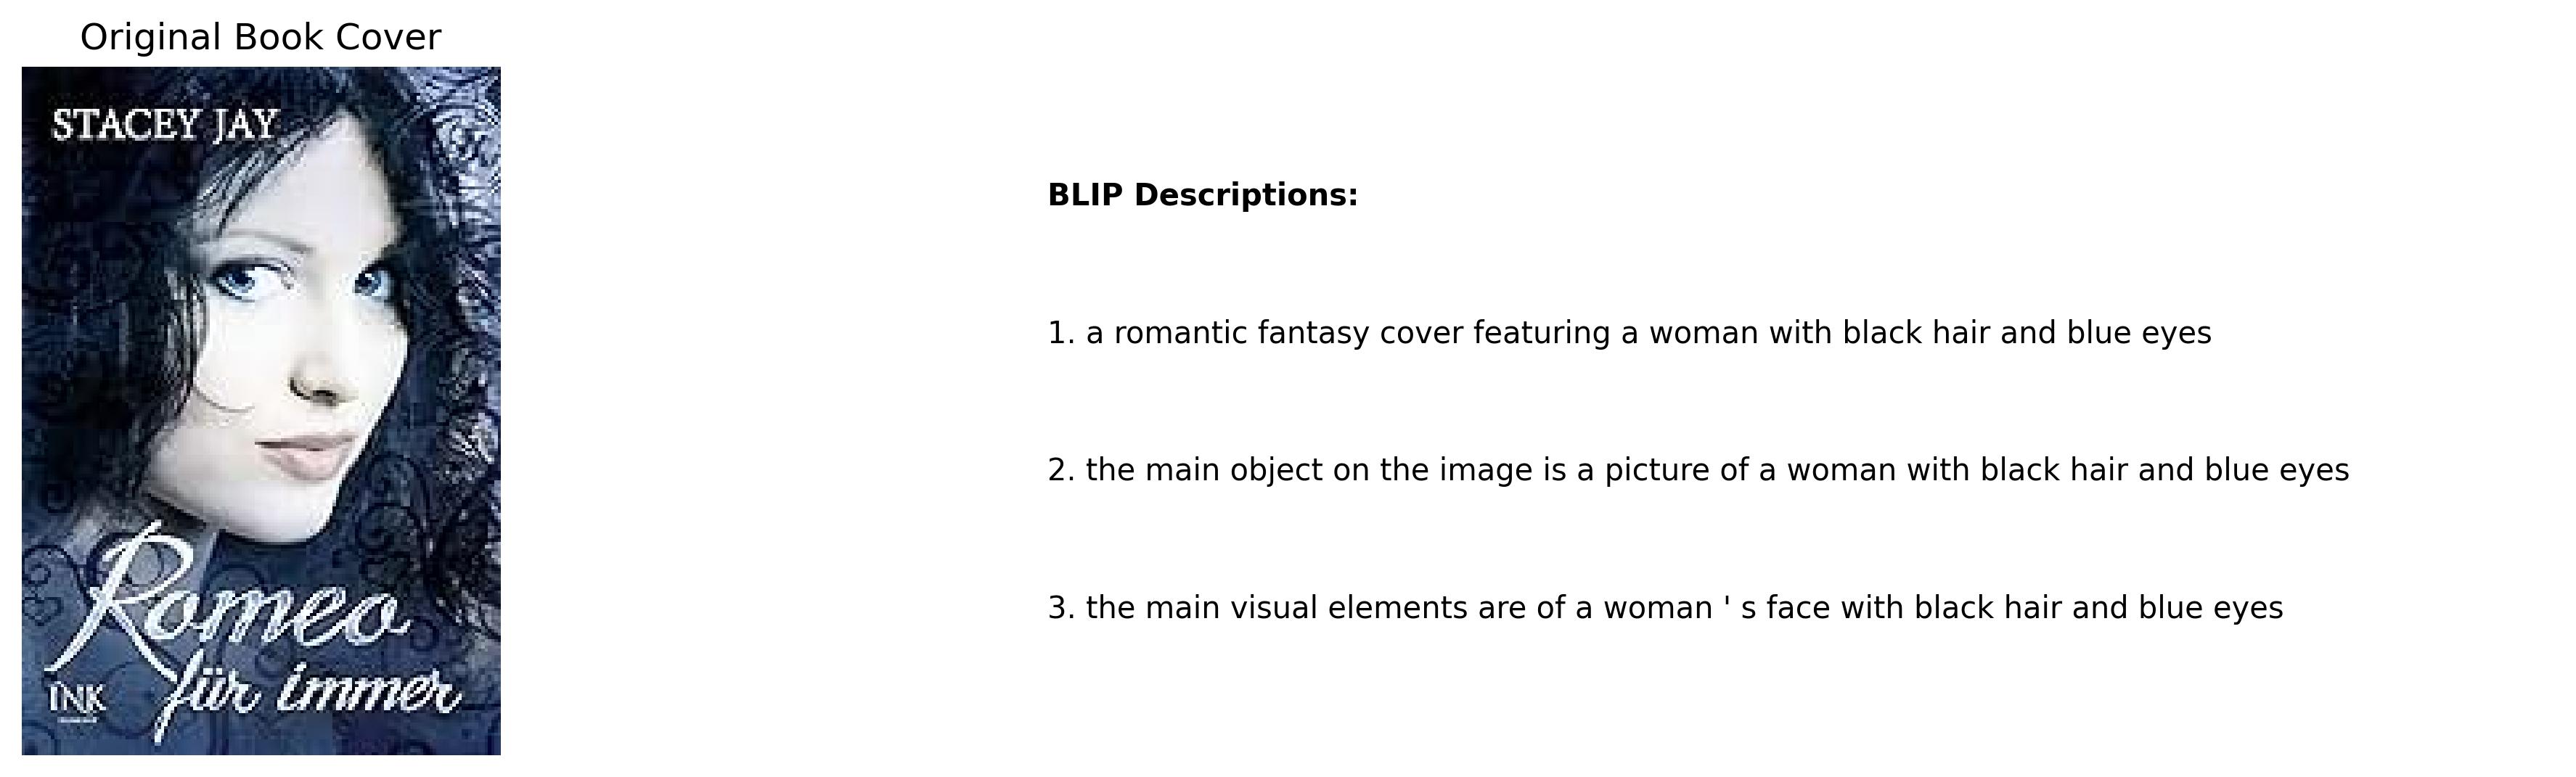 Original Book Cover
STACEY JAY
Romeo
für immer
INK
BLIP Descriptions:
1. a romantic fantasy cover featuring a woman with black hair and blue eyes
2. the main object on the image is a picture of a woman with black hair and blue eyes
3. the main visual elements are of a woman ' s face with black hair and blue eyes